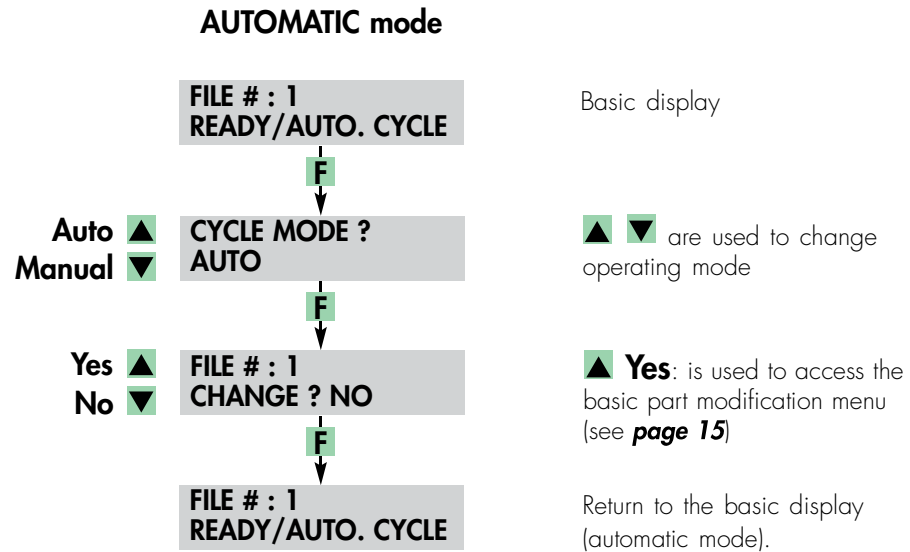 AUTOMATIC mode
FILE # : 1
READY/AUTO. CYCLE
Basic display
F
Auto ▲
Manual ▼
CYCLE MODE ?
AUTO
▲ ▼ are used to change
operating mode
F
Yes ▲
No ▼
FILE # : 1
CHANGE ? NO
▲ Yes: is used to access the
basic part modification menu
(see page 15)
F
FILE # : 1
READY/AUTO. CYCLE
Return to the basic display
(automatic mode).